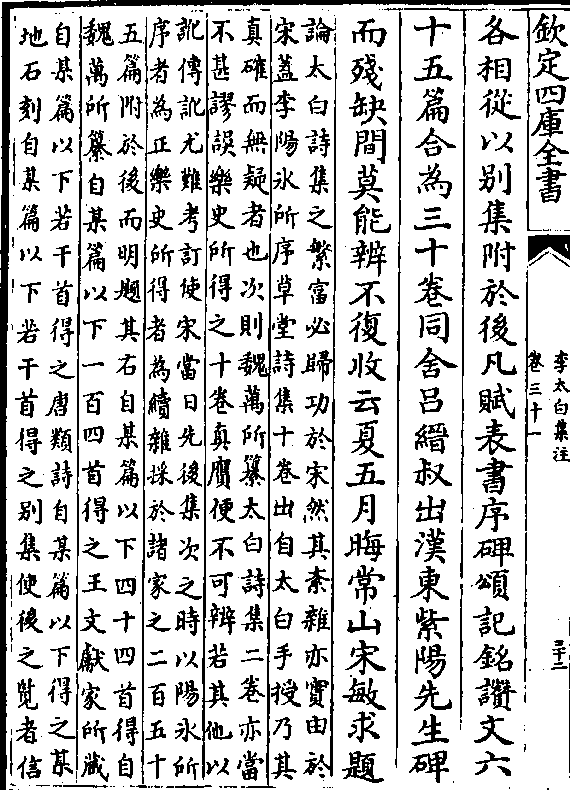 欽定四庫全書
李太白集注
卷三十一
三十二
各相從以别集附於後凡賦表書序碑頌記銘讚文六
十五篇合為三十卷同舍吕縉叔出漢東紫陽先生碑
而殘缺間莫能辨不復收云夏五月晦常山宋敏求題
論太白詩集之繁富必歸功於宋然其紊雜亦實由於
宋蓋李陽冰所序草堂詩集十卷出自太白手授乃其
真確而無疑者也次則魏萬所纂太白詩集二卷亦當
不甚謬誤樂史所得之十卷真贋便不可辨若其他以
訛傳訛尤難考訂使宋當日先後集次之時以陽冰所
序者為正樂史所得者為續雜採於諸家之二百五十
五篇附於後而明題其右自某篇以下四十四首得自
魏萬所纂自某篇以下一百四首得之王文獻家所藏
自某篇以下若干首得之唐類詩自某篇以下得之某
地石刻自某篇以下若干首得之别集使後之覽者信